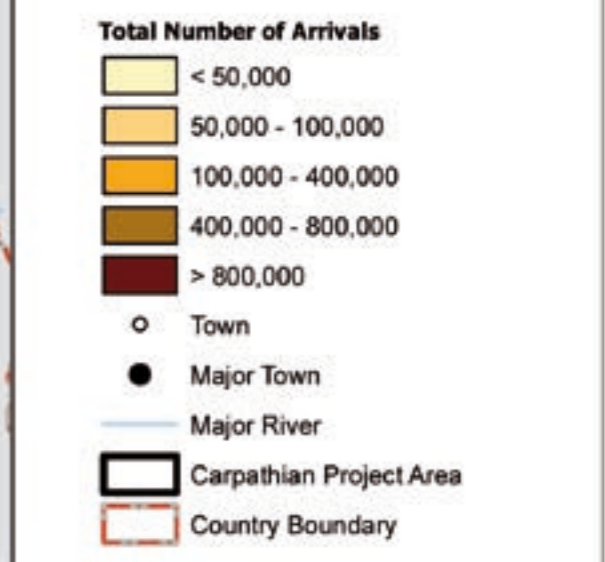 Total Number of Arrivals
< 50,000
50,000 - 100,000
100,000 - 400,000
400,000 - 800,000
> 800,000
Town
Major Town
Major River
Carpathian Project Area
Country Boundary